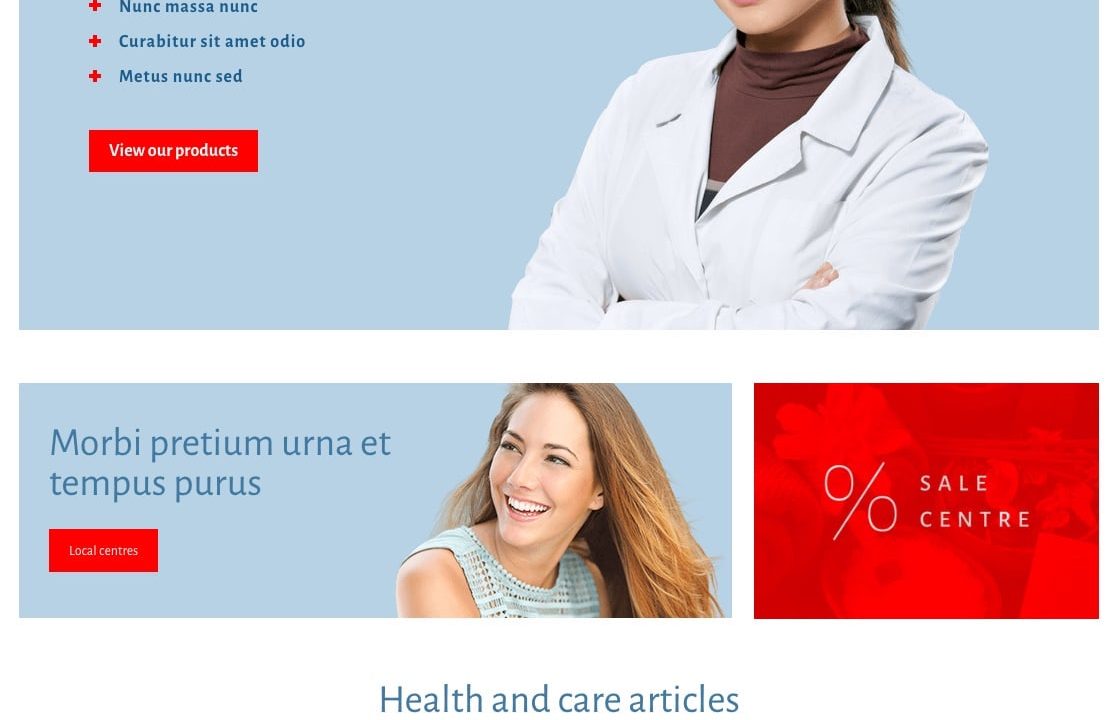 Nunc massa nunc
Curabitur sit amet odio
Metus nunc sed
View our products
Morbi pretium urna et
tempus purus
Local centres
% SALE
CENTRE
Health and care articles